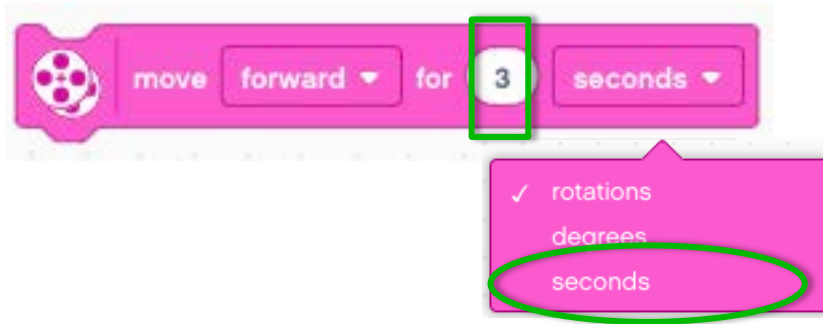 move forward for 3 seconds
✓ rotations
degrees
seconds